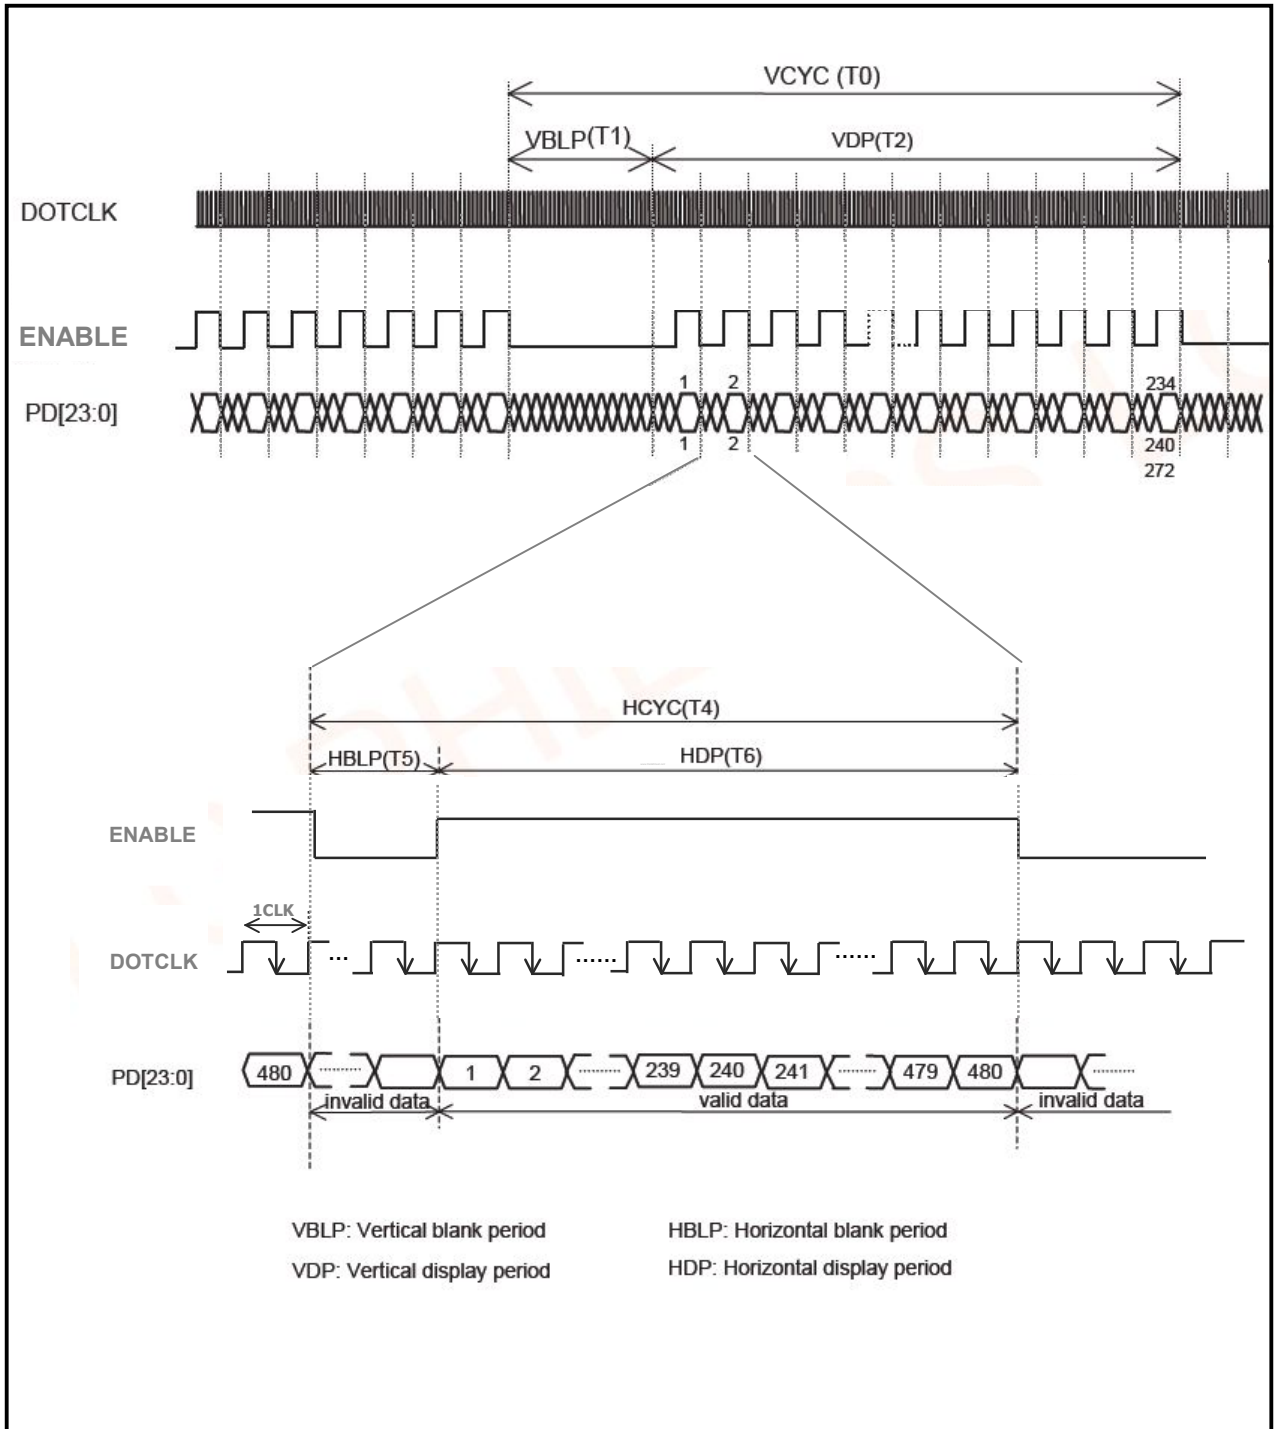 VCYC (T0)
VBLP(T1) VDP(T2)
DOTCLK
ENABLE
1 2 234
PD[23:0]
1 2 240
272
HCYC(T4)
HBLP(T5) HDP(T6)
ENABLE
1CLK
DOTCLK
PD[23:0] 480 1 2 239 240 241 479 480
invalid data valid data invalid data
VBLP: Vertical blank period HBLP: Horizontal blank period
VDP: Vertical display period HDP: Horizontal display period